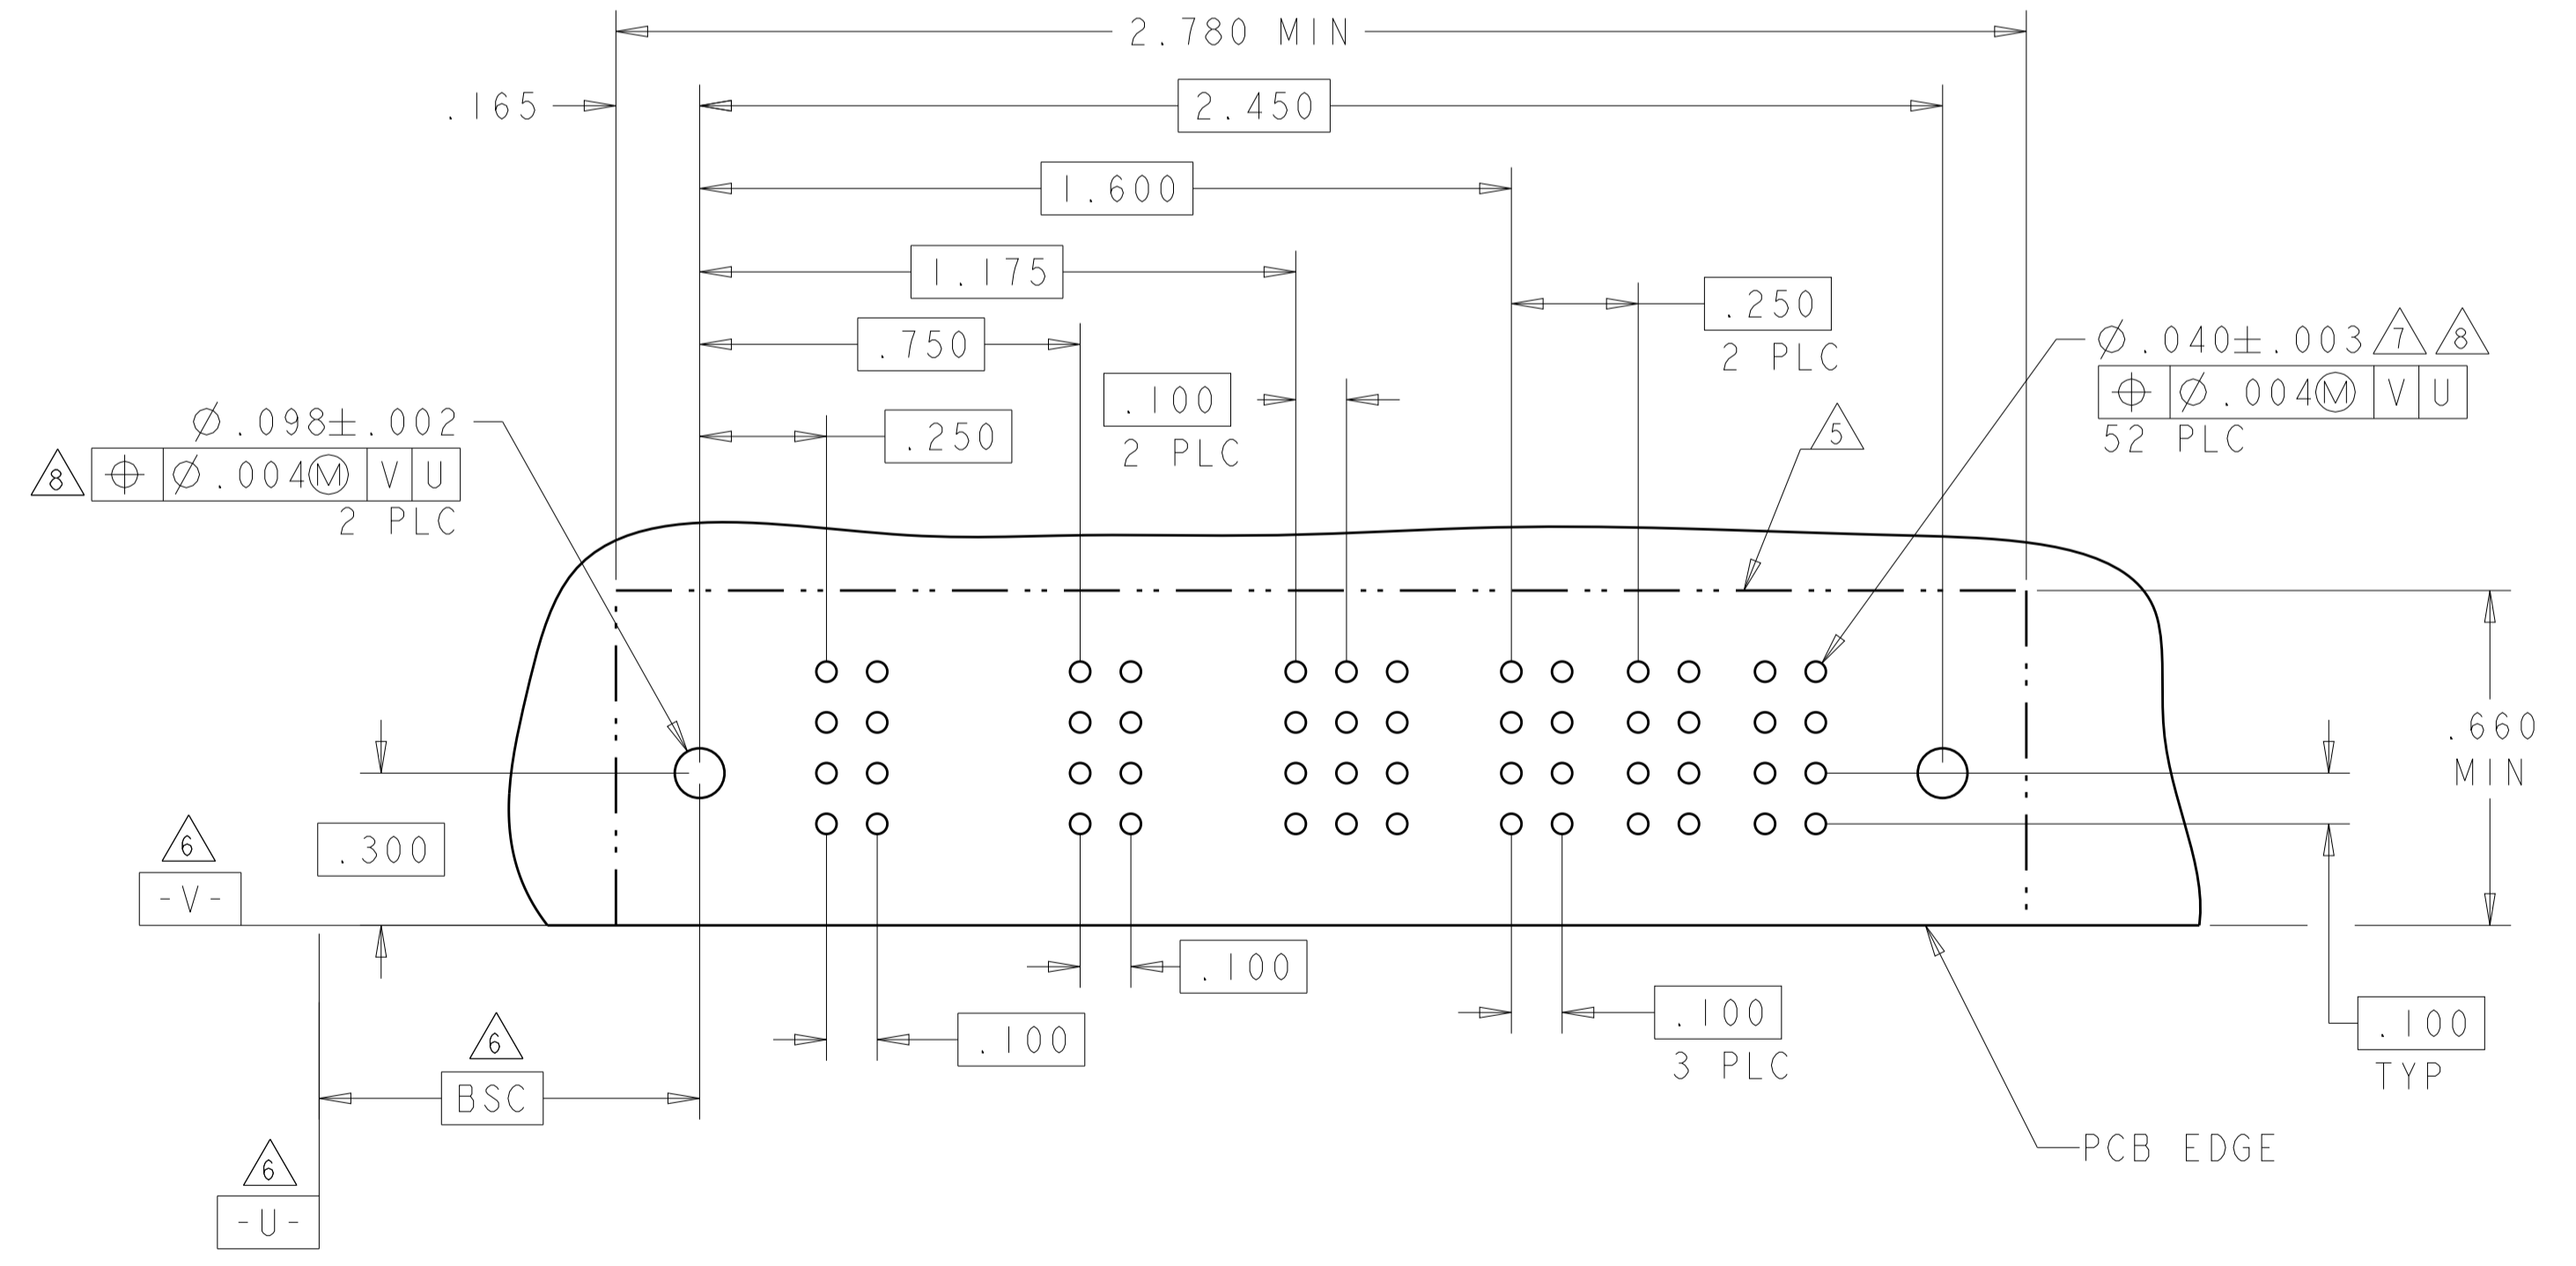 2.780 MIN
.165
2.450
1.600
1.175
.250
2 PLC
.750
.100
2 PLC
.250
⌀.040±.003 7 8
⌖ ⌀.004Ⓜ V U
52 PLC
5
⌀.098±.002
8 ⌖ ⌀.004Ⓜ V U
2 PLC
.660
MIN
.300
6
-V-
.100
.100
.100
3 PLC
.100
TYP
6
BSC
PCB EDGE
6
-U-